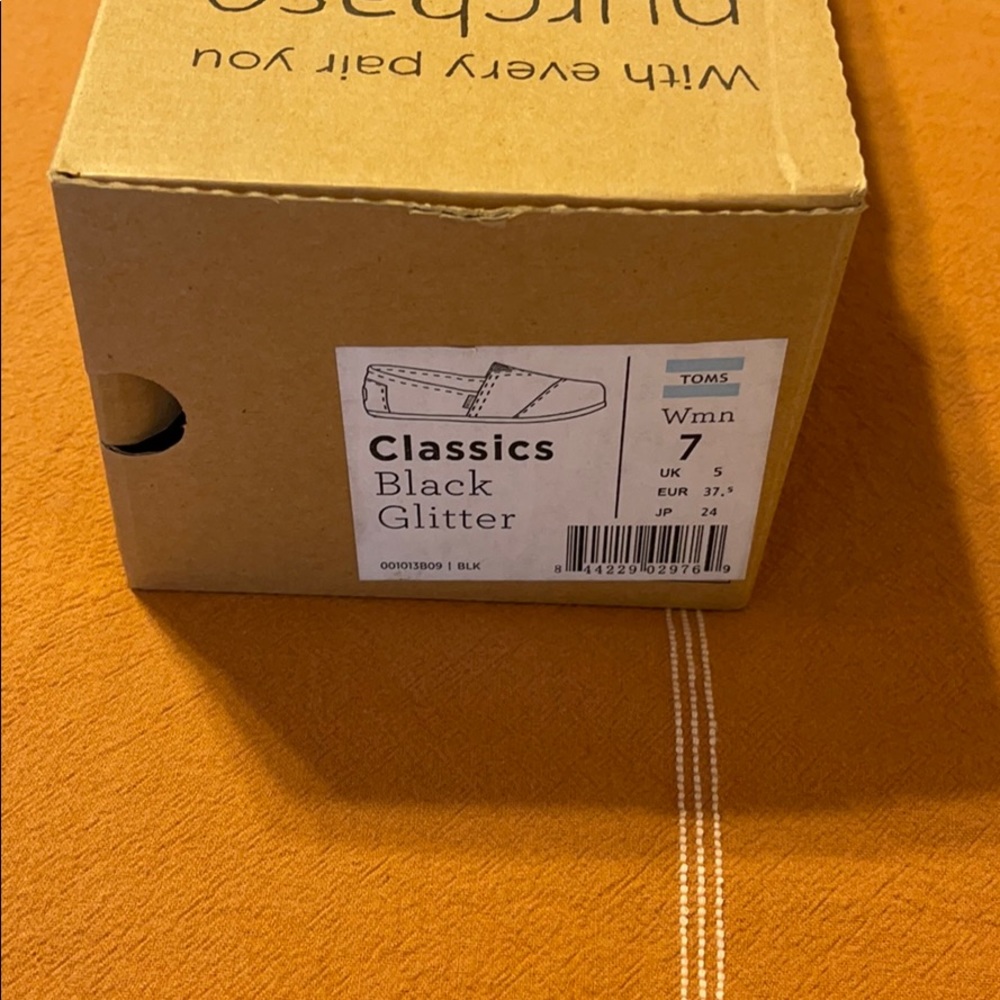 With every pair you
purchase
Classics
Black
Glitter
001013B09 | BLK
TOMS
Wmn
7
UK 5
EUR 37.5
JP 24
8 44229 02976 9